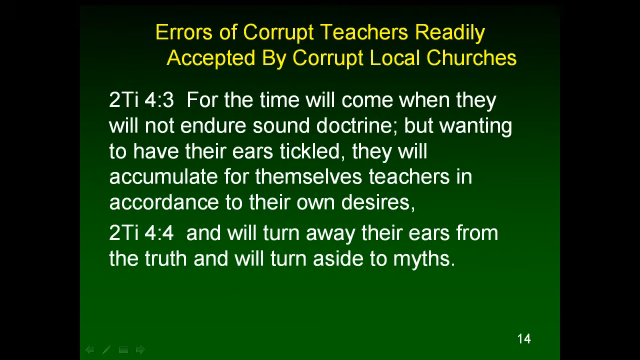 Errors of Corrupt Teachers Readily
Accepted By Corrupt Local Churches
2Ti 4:3  For the time will come when they
will not endure sound doctrine; but wanting
to have their ears tickled, they will
accumulate for themselves teachers in
accordance to their own desires,
2Ti 4:4  and will turn away their ears from
the truth and will turn aside to myths.
14